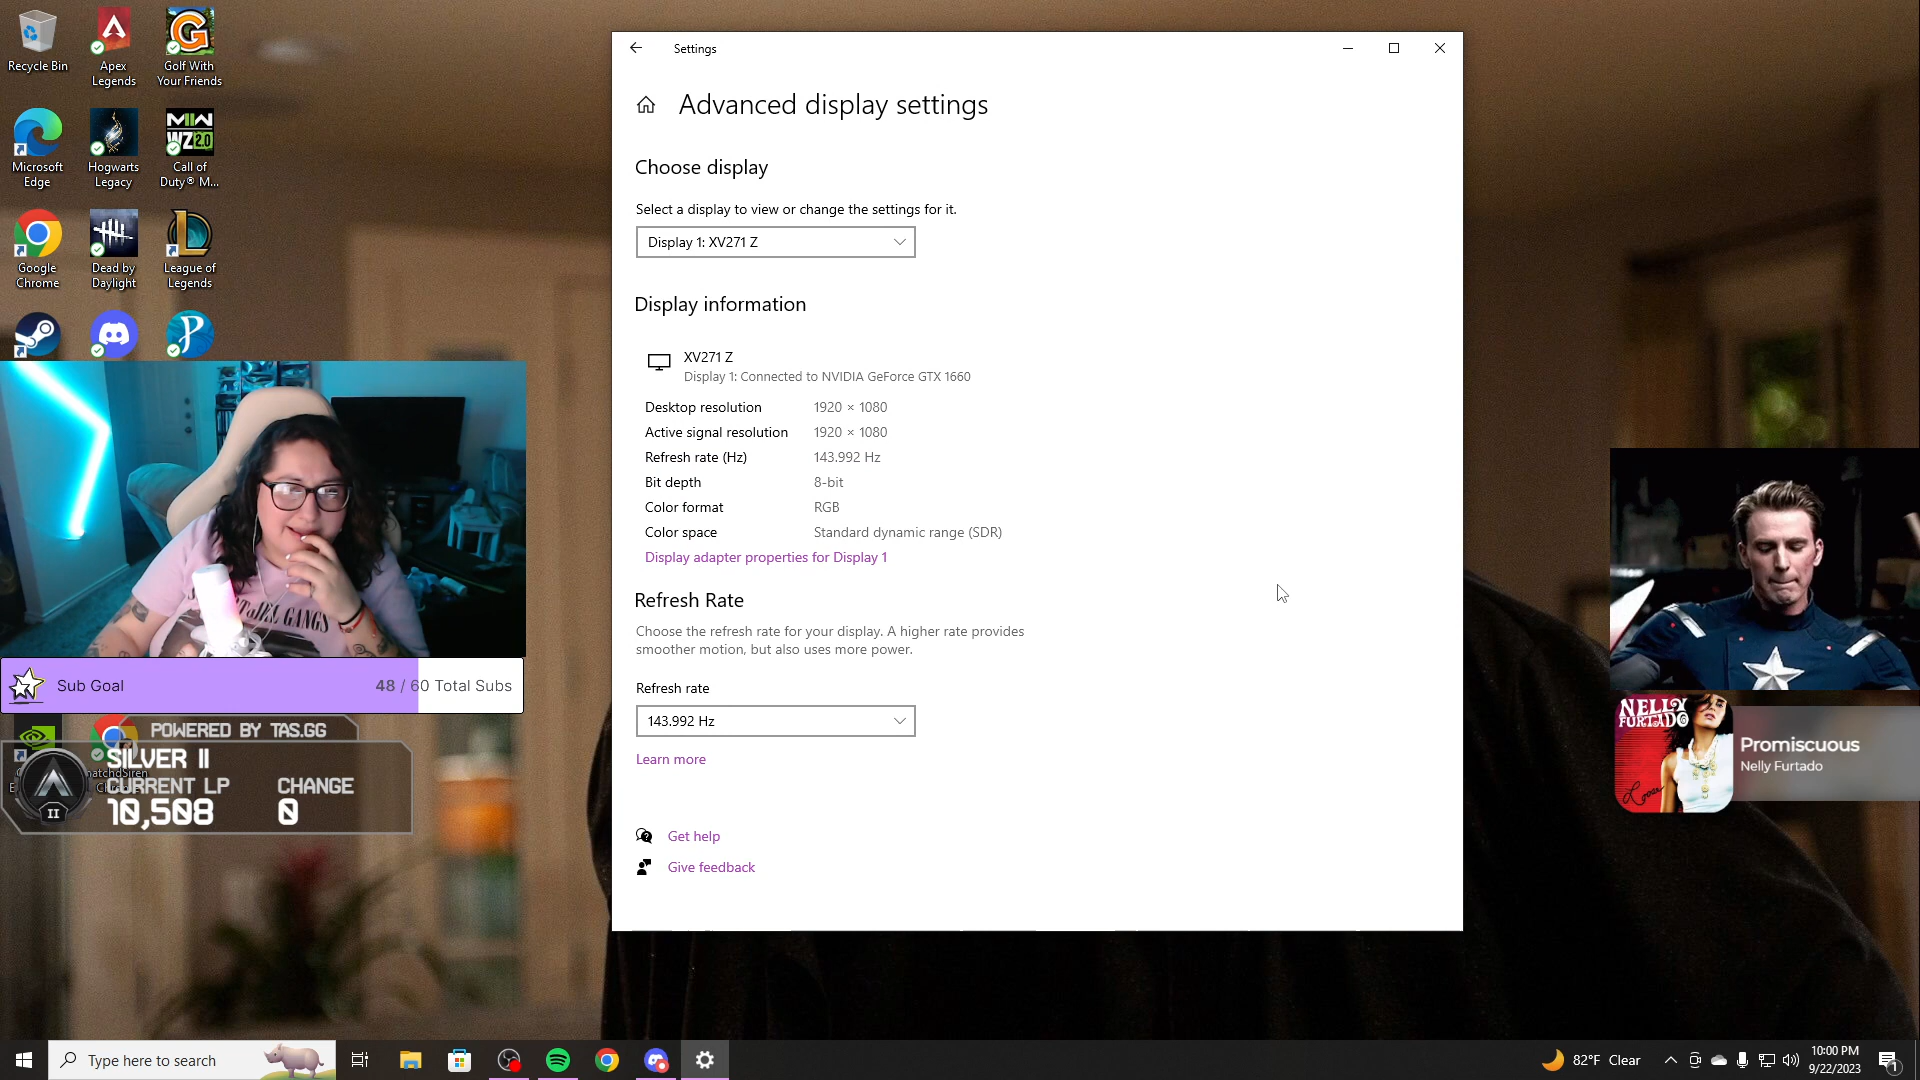 Recycle Bin
Apex
Legends
Golf With
Your Friends
Microsoft
Edge
Hogwarts
Legacy
MW
WZ2.0
Call of
Duty® M...
Google
Chrome
Dead by
Daylight
League of
Legends
GANGS
Sub Goal
48 / 60 Total Subs
POWERED BY TAS.GG
SILVER II
CURRENT LP
CHANGE
10,508
0
II
Settings
Advanced display settings
Choose display
Select a display to view or change the settings for it.
Display 1: XV271 Z
Display information
XV271 Z
Display 1: Connected to NVIDIA GeForce GTX 1660
Desktop resolution 1920 × 1080
Active signal resolution 1920 × 1080
Refresh rate (Hz) 143.992 Hz
Bit depth 8-bit
Color format RGB
Color space Standard dynamic range (SDR)
Display adapter properties for Display 1
Refresh Rate
Choose the refresh rate for your display. A higher rate provides
smoother motion, but also uses more power.
Refresh rate
143.992 Hz
Learn more
Get help
Give feedback
NELLY
FURTADO
Loose
Promiscuous
Nelly Furtado
Type here to search
82°F Clear
10:00 PM
9/22/2023
1